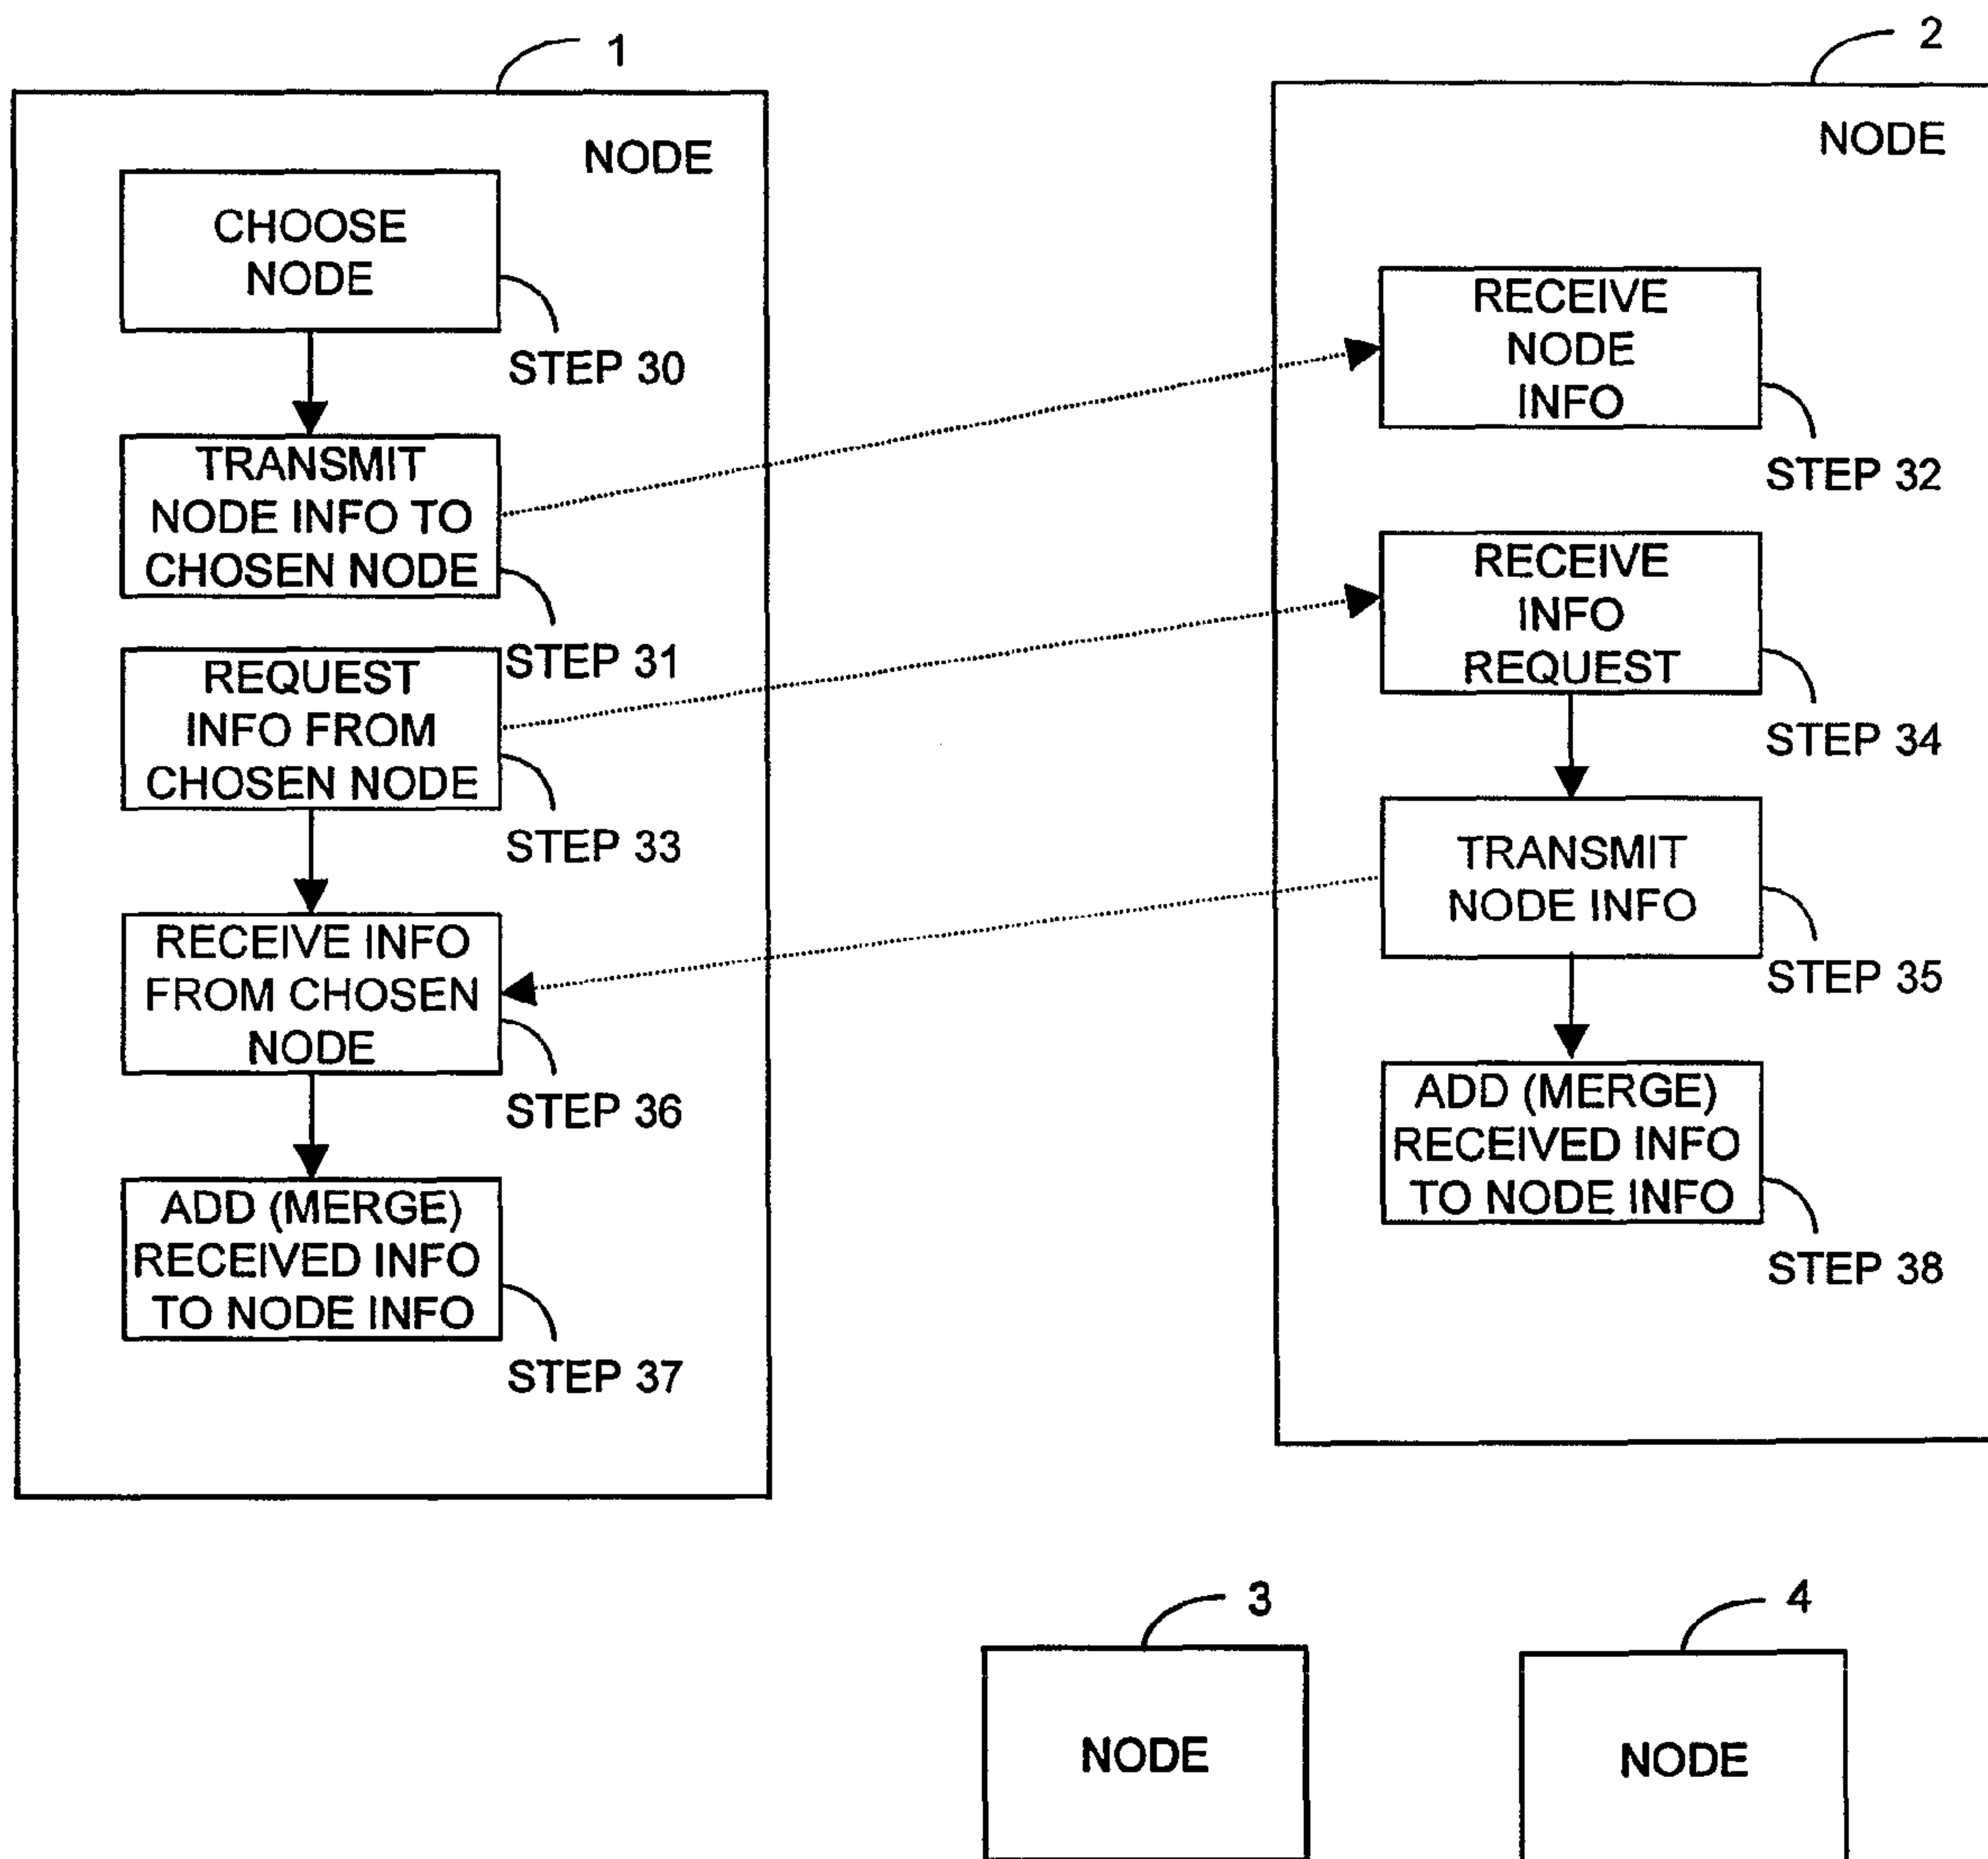 1
NODE
CHOOSE
NODE
STEP 30
TRANSMIT
NODE INFO TO
CHOSEN NODE
STEP 31
REQUEST
INFO FROM
CHOSEN NODE
STEP 33
RECEIVE INFO
FROM CHOSEN
NODE
STEP 36
ADD (MERGE)
RECEIVED INFO
TO NODE INFO
STEP 37
2
NODE
RECEIVE
NODE
INFO
STEP 32
RECEIVE
INFO
REQUEST
STEP 34
TRANSMIT
NODE INFO
STEP 35
ADD (MERGE)
RECEIVED INFO
TO NODE INFO
STEP 38
3
NODE
4
NODE